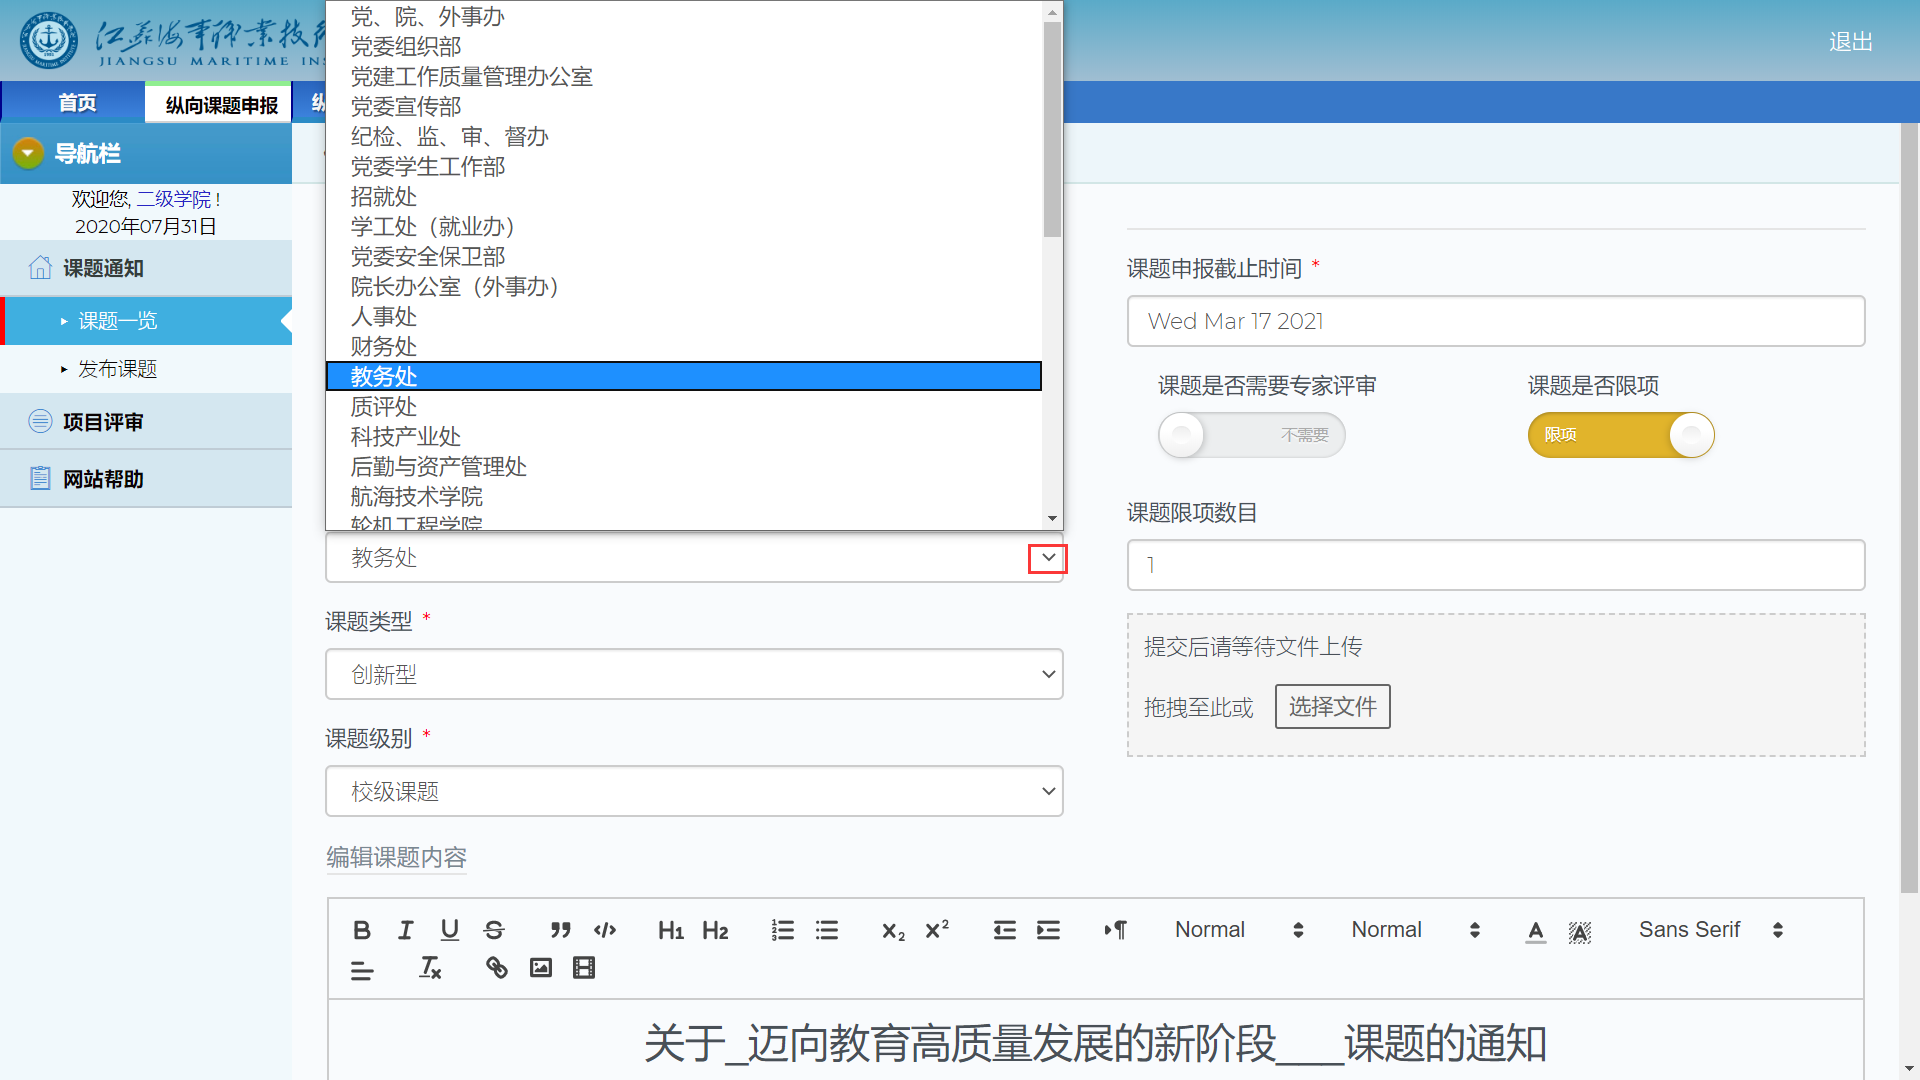 JIANGSU MARITIME INS
退出
首页
纵向课题申报
导航栏
欢迎您, 二级学院 !
2020年07月31日
课题通知
课题一览
发布课题
项目评审
网站帮助
党、院、外事办
党委组织部
党建工作质量管理办公室
党委宣传部
纪检、监、审、督办
党委学生工作部
招就处
学工处（就业办）
党委安全保卫部
院长办公室（外事办）
人事处
财务处
教务处
质评处
科技产业处
后勤与资产管理处
航海技术学院
轮机工程学院
教务处
课题类型 *
创新型
课题级别 *
校级课题
课题申报截止时间 *
Wed Mar 17 2021
课题是否需要专家评审
课题是否限项
不需要
限项
课题限项数目
1
提交后请等待文件上传
拖拽至此或 选择文件
编辑课题内容
Normal Normal Sans Serif
关于_迈向教育高质量发展的新阶段___课题的通知